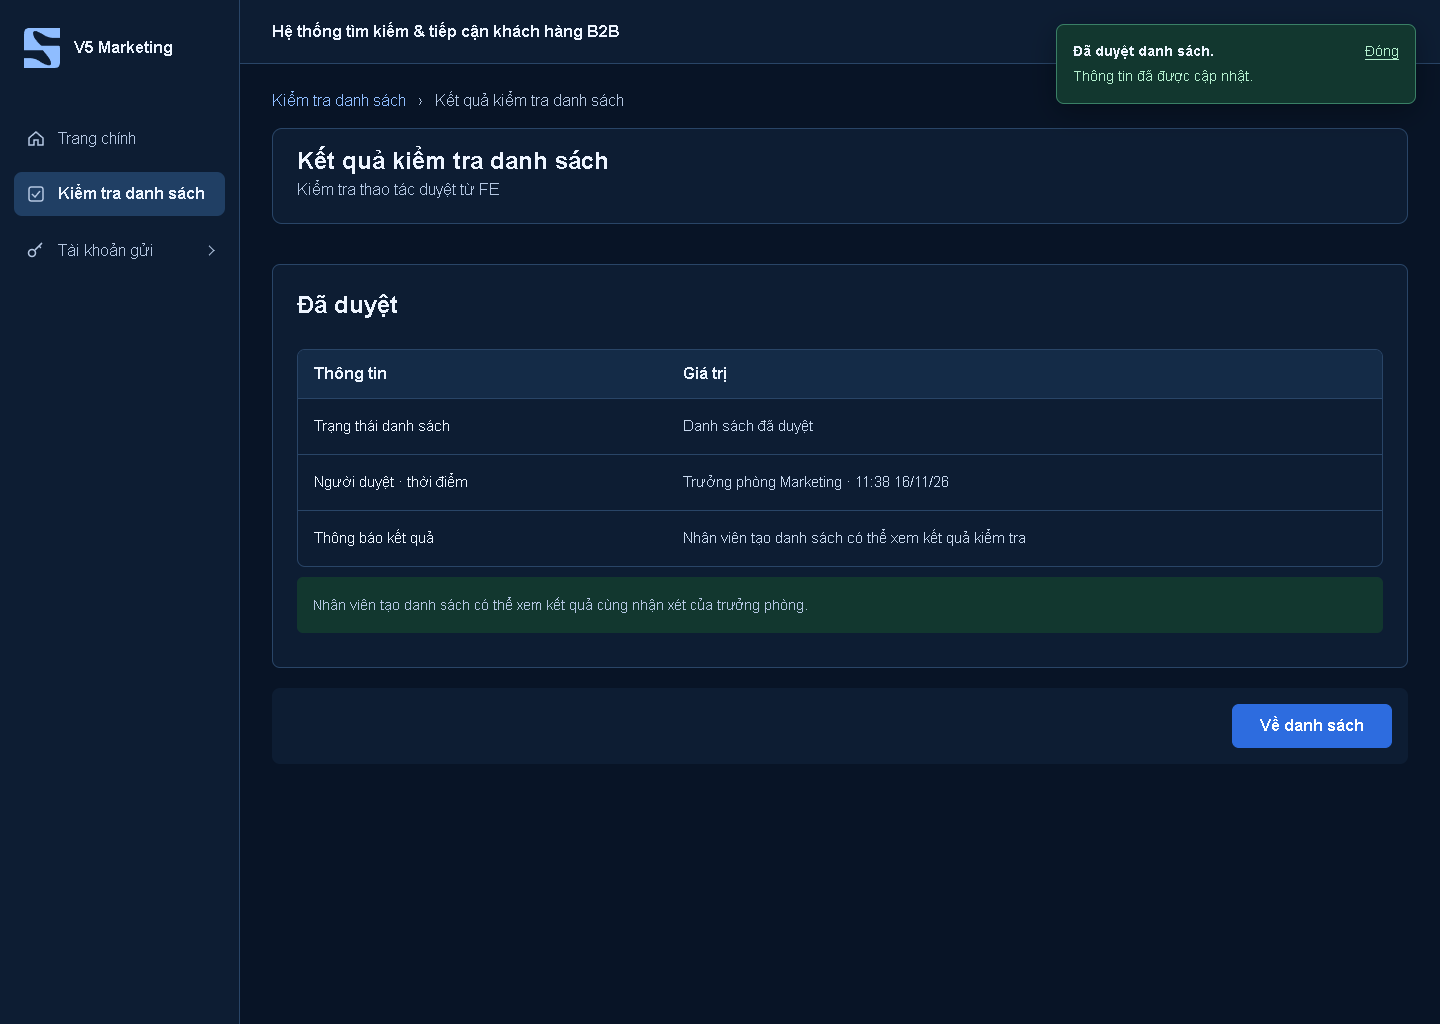 V5 Marketing
Trang chính
Kiểm tra danh sách
Tài khoản gửi
Hệ thống tìm kiếm & tiếp cận khách hàng B2B
Đã duyệt danh sách.
Đóng
Thông tin đã được cập nhật.
Kiểm tra danh sách › Kết quả kiểm tra danh sách
Kết quả kiểm tra danh sách
Kiểm tra thao tác duyệt từ FE
Đã duyệt
Thông tin Giá trị
Trạng thái danh sách Danh sách đã duyệt
Người duyệt · thời điểm Trưởng phòng Marketing · 11:38 16/11/26
Thông báo kết quả Nhân viên tạo danh sách có thể xem kết quả kiểm tra
Nhân viên tạo danh sách có thể xem kết quả cùng nhận xét của trưởng phòng.
Về danh sách